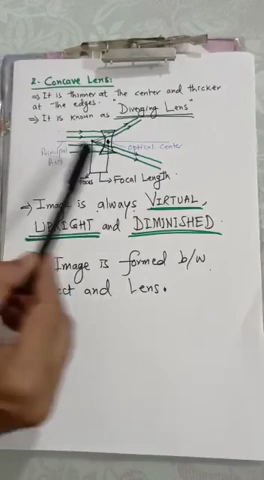 2- Concave Lens:
⇒ It is thinner at the center and thicker
at the edges.
⇒ It is known as "Diverging Lens"
Optical Center
Principal
Axis
Focus
Focal Length.
⇒ Image is always VIRTUAL,
UPRIGHT and DIMINISHED.
Image is formed b/w
and Lens.